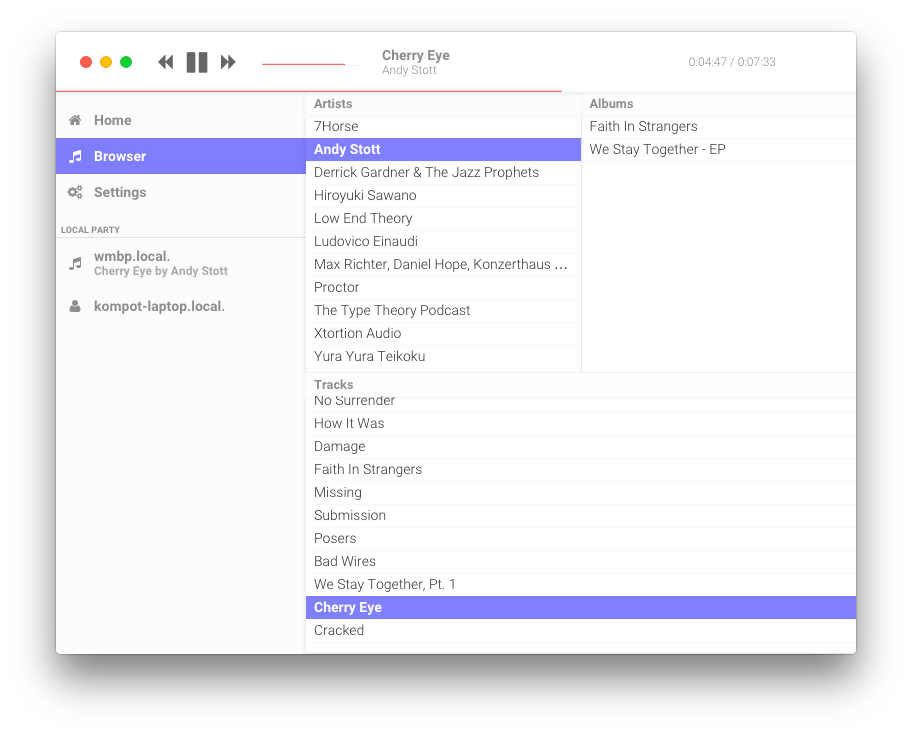 Cherry Eye
Andy Stott
0:04:47 / 0:07:33
Home
Browser
Settings
LOCAL PARTY
wmbp.local.
Cherry Eye by Andy Stott
kompot-laptop.local.
Artists
7Horse
Andy Stott
Derrick Gardner & The Jazz Prophets
Hiroyuki Sawano
Low End Theory
Ludovico Einaudi
Max Richter, Daniel Hope, Konzerthaus ...
Proctor
The Type Theory Podcast
Xtortion Audio
Yura Yura Teikoku
Albums
Faith In Strangers
We Stay Together - EP
Tracks
No Surrender
How It Was
Damage
Faith In Strangers
Missing
Submission
Posers
Bad Wires
We Stay Together, Pt. 1
Cherry Eye
Cracked